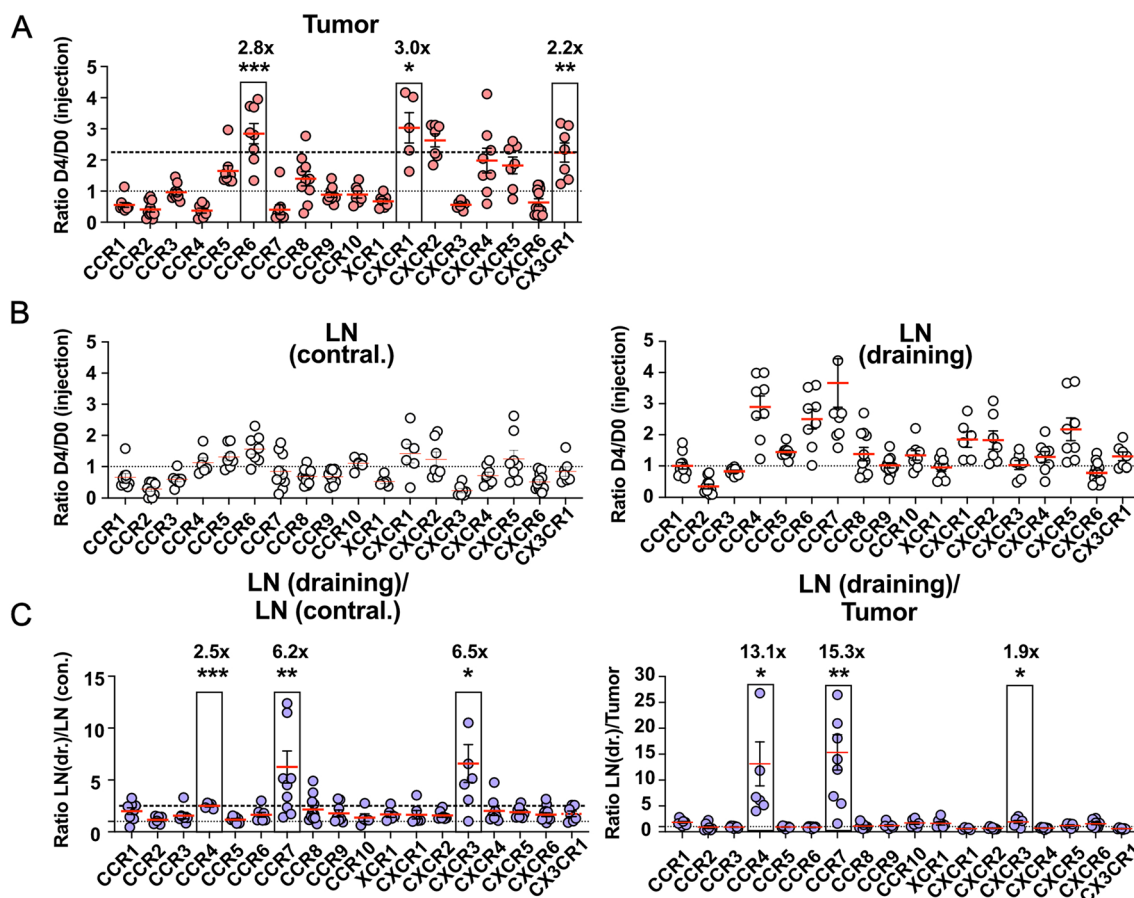 A
Tumor
2.8x
3.0x
2.2x
***
*
**
Ratio D4/D0 (injection)
5
4
3
2
1
0
CCR1
CCR2
CCR3
CCR4
CCR5
CCR6
CCR7
CCR8
CCR9
CCR10
XCR1
CXCR1
CXCR2
CXCR3
CXCR4
CXCR5
CXCR6
CX3CR1
B
LN
(contral.)
Ratio D4/D0 (injection)
5
4
3
2
1
0
CCR1
CCR2
CCR3
CCR4
CCR5
CCR6
CCR7
CCR8
CCR9
CCR10
XCR1
CXCR1
CXCR2
CXCR3
CXCR4
CXCR5
CXCR6
CX3CR1
LN
(draining)
Ratio D4/D0 (injection)
5
4
3
2
1
0
CCR1
CCR2
CCR3
CCR4
CCR5
CCR6
CCR7
CCR8
CCR9
CCR10
XCR1
CXCR1
CXCR2
CXCR3
CXCR4
CXCR5
CXCR6
CX3CR1
C
LN (draining)/
LN (contral.)
2.5x
6.2x
6.5x
***
**
*
Ratio LN(dr.)/LN (con.)
15
10
5
0
CCR1
CCR2
CCR3
CCR4
CCR5
CCR6
CCR7
CCR8
CCR9
CCR10
XCR1
CXCR1
CXCR2
CXCR3
CXCR4
CXCR5
CXCR6
CX3CR1
LN (draining)/
Tumor
13.1x
15.3x
1.9x
*
**
*
Ratio LN(dr.)/Tumor
30
25
20
15
10
5
0
CCR1
CCR2
CCR3
CCR4
CCR5
CCR6
CCR7
CCR8
CCR9
CCR10
XCR1
CXCR1
CXCR2
CXCR3
CXCR4
CXCR5
CXCR6
CX3CR1